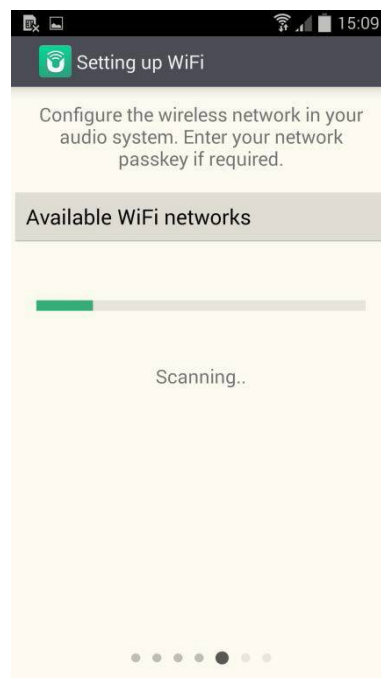 15:09
Setting up WiFi
Configure the wireless network in your
audio system. Enter your network
passkey if required.
Available WiFi networks
Scanning..